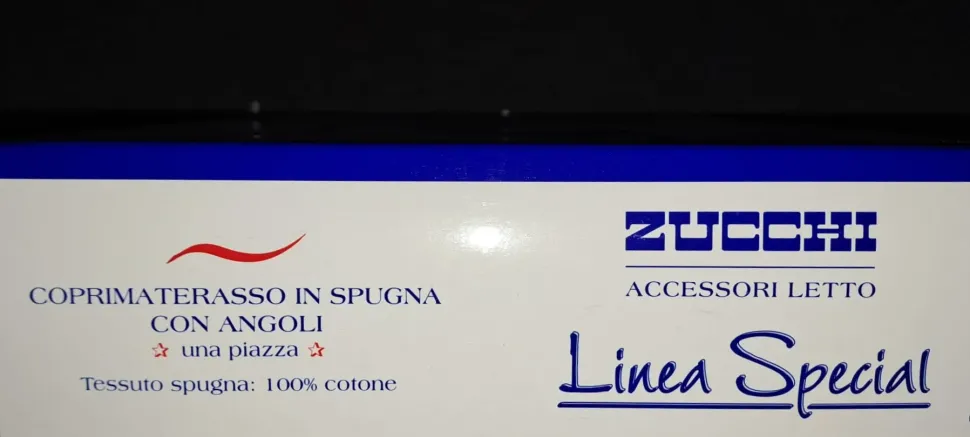 COPRIMATERASSO IN SPUGNA
CON ANGOLI
una piazza
Tessuto spugna: 100% cotone
ZUCCHI
ACCESSORI LETTO
Linea Special